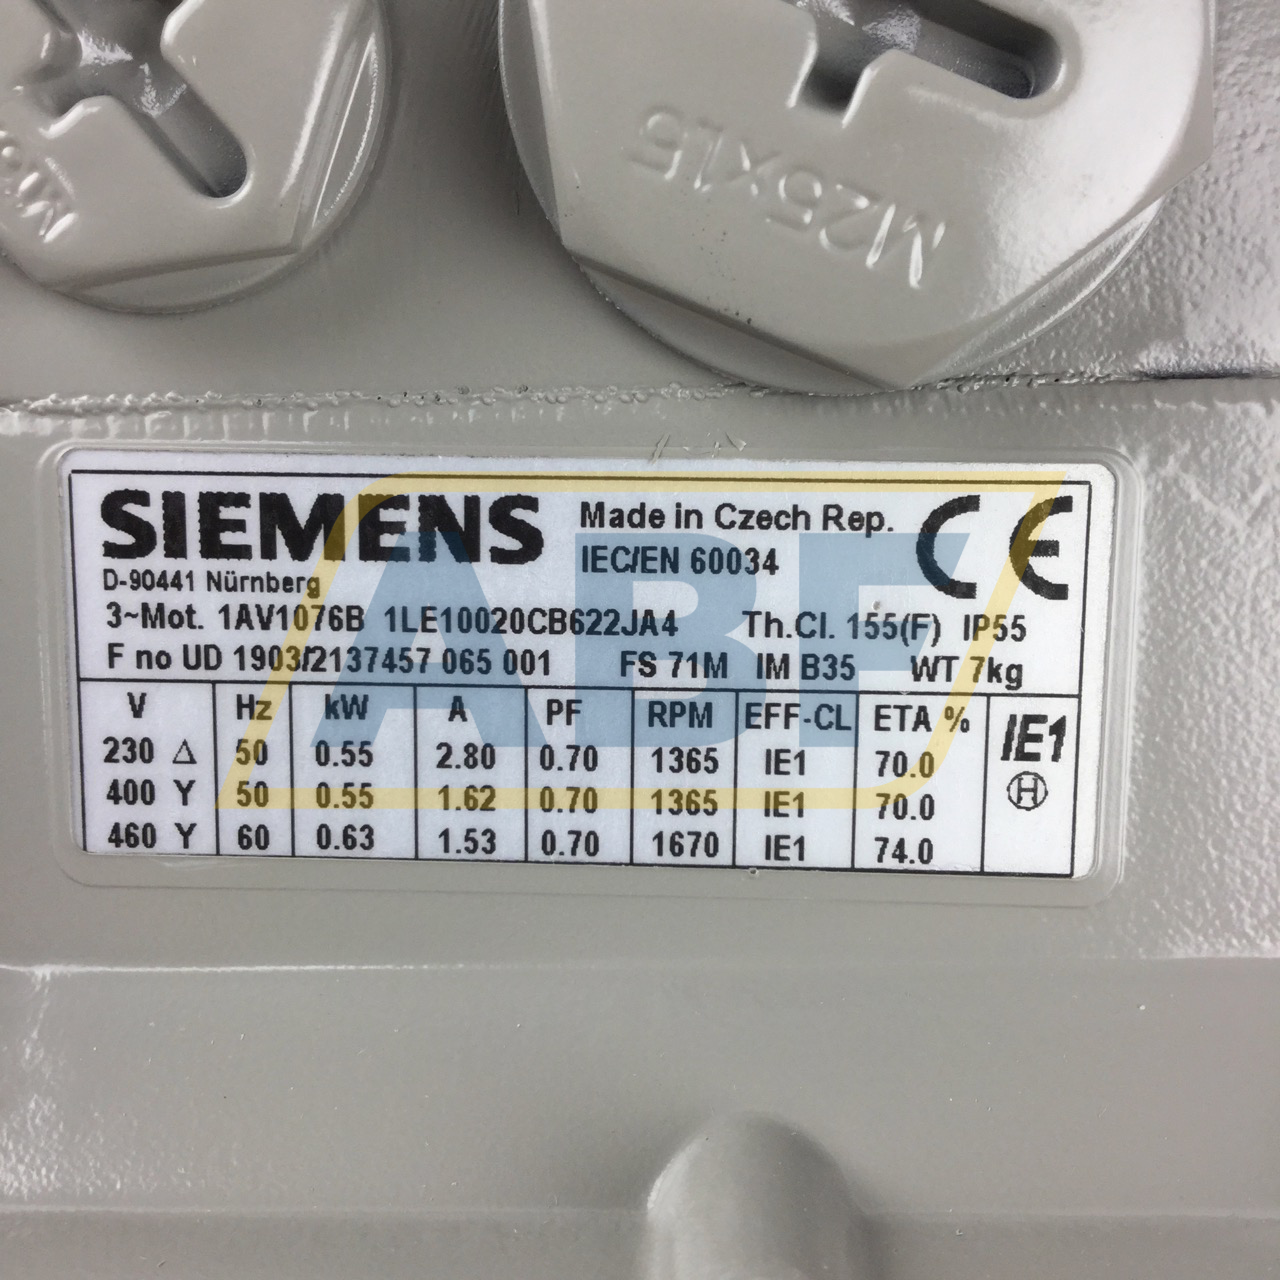 M25x1.5
SIEMENS
Made in Czech Rep.
IEC/EN 60034
CE
D-90441 Nürnberg
3~Mot. 1AV1076B 1LE10020CB622JA4 Th.Cl. 155(F) IP55
F no UD 1903/2137457 065 001 FS 71M IM B35 WT 7kg
V Hz kW A PF RPM EFF-CL ETA % IE1
230 Δ 50 0.55 2.80 0.70 1365 IE1 70.0
400 Y 50 0.55 1.62 0.70 1365 IE1 70.0 H
460 Y 60 0.63 1.53 0.70 1670 IE1 74.0
ABF